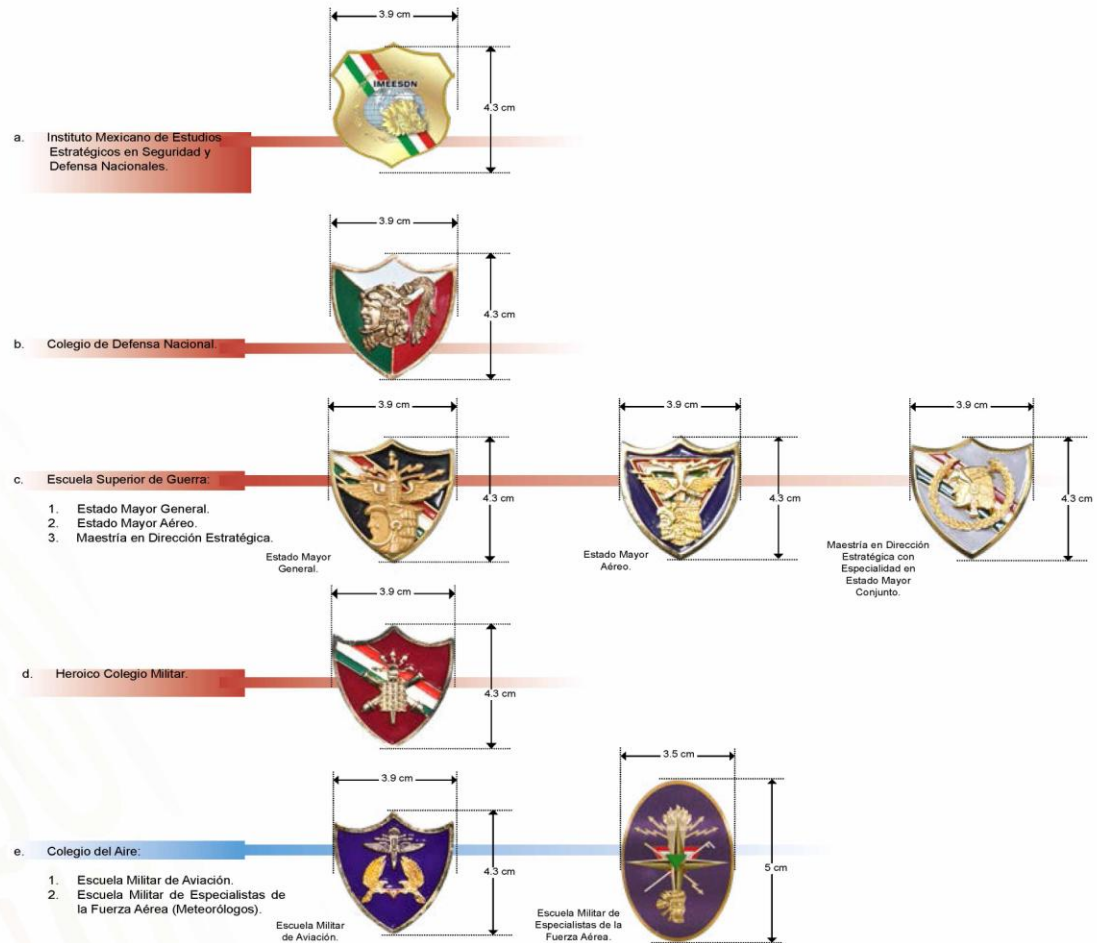 3.9 cm
IMEESDN
4.3 cm
a. Instituto Mexicano de Estudios
Estratégicos en Seguridad y
Defensa Nacionales.
3.9 cm
4.3 cm
b. Colegio de Defensa Nacional.
3.9 cm
3.9 cm
3.9 cm
c. Escuela Superior de Guerra:
4.3 cm
4.3 cm
4.3 cm
1. Estado Mayor General.
2. Estado Mayor Aéreo.
3. Maestría en Dirección Estratégica.
Estado Mayor
General.
Estado Mayor
Aéreo.
Maestría en Dirección
Estratégica con
Especialidad en
Estado Mayor
Conjunto.
3.9 cm
d. Heroico Colegio Militar.
4.3 cm
3.9 cm
3.5 cm
e. Colegio del Aire:
4.3 cm
5 cm
1. Escuela Militar de Aviación.
2. Escuela Militar de Especialistas de
la Fuerza Aérea (Meteorólogos).
Escuela Militar
de Aviación.
Escuela Militar de
Especialistas de la
Fuerza Aérea.